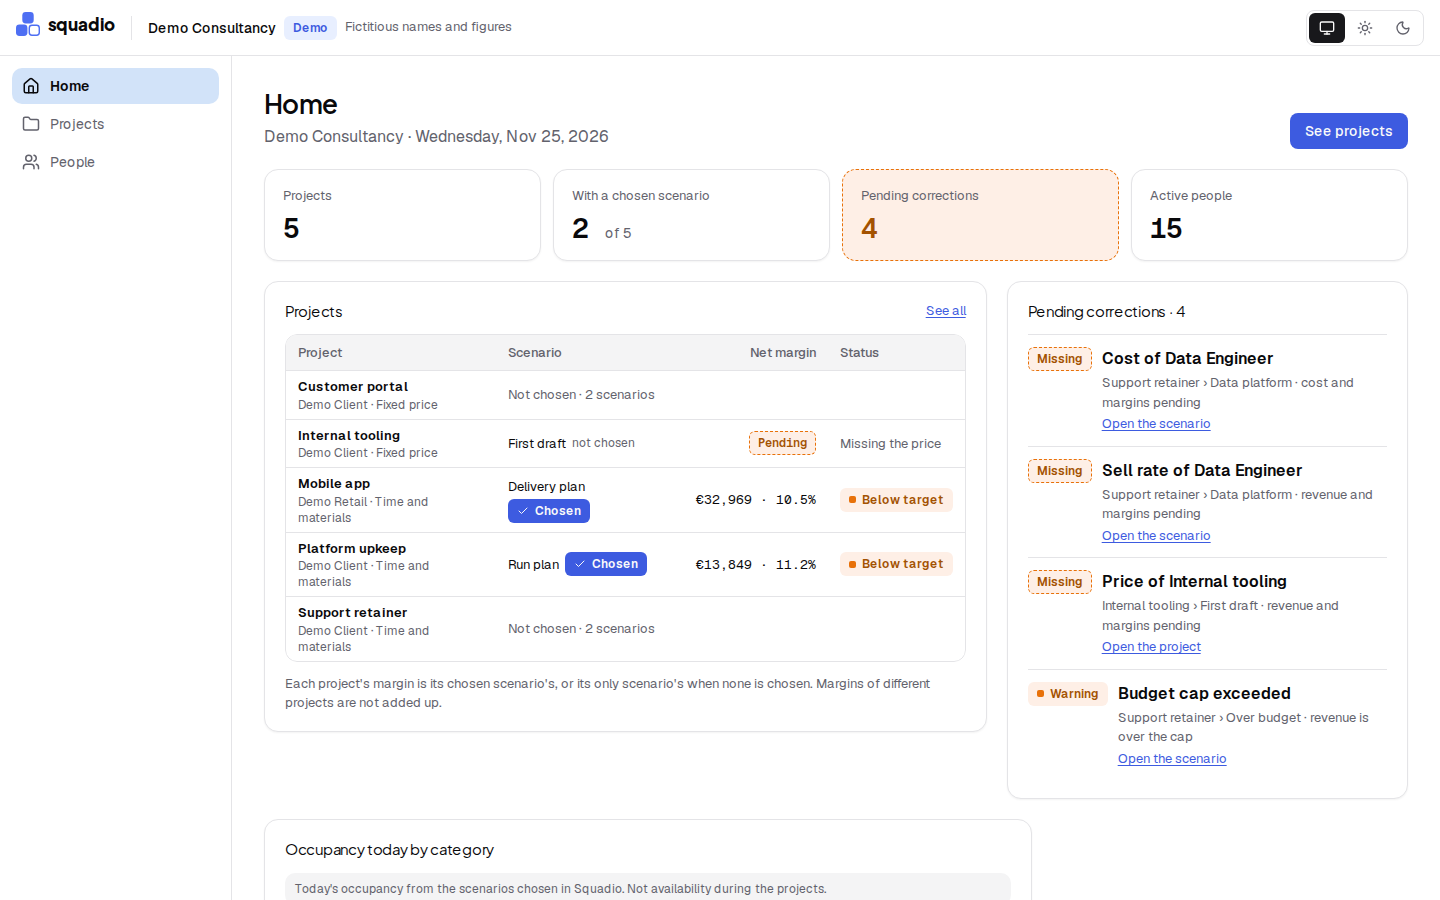 squadio
Demo Consultancy
Demo
Fictitious names and figures
Home
Projects
People
Home
Demo Consultancy · Wednesday, Nov 25, 2026
See projects
Projects
5
With a chosen scenario
2 of 5
Pending corrections
4
Active people
15
Projects
See all
Project Scenario Net margin Status
Customer portal
Demo Client · Fixed price
Not chosen · 2 scenarios
Internal tooling
Demo Client · Fixed price
First draft not chosen
Pending
Missing the price
Mobile app
Demo Retail · Time and
materials
Delivery plan
Chosen
€32,969 · 10.5%
Below target
Platform upkeep
Demo Client · Time and
materials
Run plan Chosen
€13,849 · 11.2%
Below target
Support retainer
Demo Client · Time and
materials
Not chosen · 2 scenarios
Each project's margin is its chosen scenario's, or its only scenario's when none is chosen. Margins of different
projects are not added up.
Pending corrections · 4
Missing
Cost of Data Engineer
Support retainer › Data platform · cost and
margins pending
Open the scenario
Missing
Sell rate of Data Engineer
Support retainer › Data platform · revenue and
margins pending
Open the scenario
Missing
Price of Internal tooling
Internal tooling › First draft · revenue and
margins pending
Open the project
Warning
Budget cap exceeded
Support retainer › Over budget · revenue is
over the cap
Open the scenario
Occupancy today by category
Today's occupancy from the scenarios chosen in Squadio. Not availability during the projects.